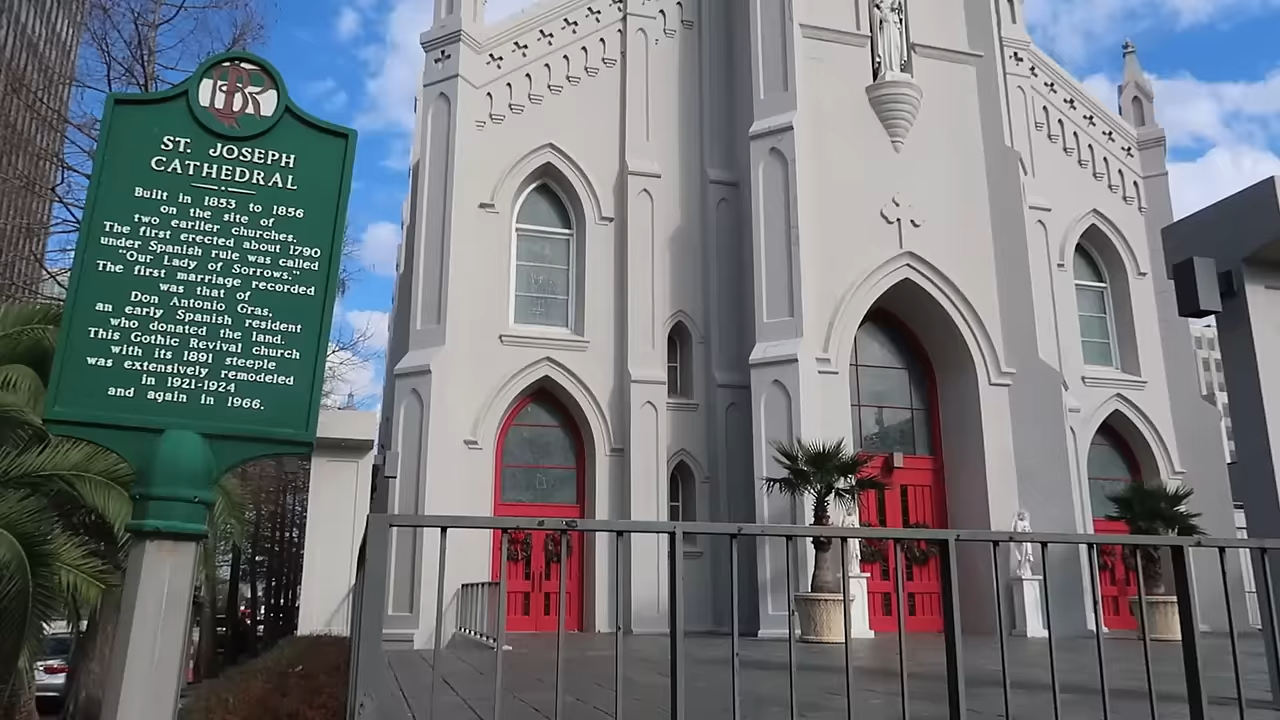 BR
ST. JOSEPH
CATHEDRAL
Built in 1853 to 1856
on the site of
two earlier churches.
The first erected about 1790
under Spanish rule was called
"Our Lady of Sorrows."
The first marriage recorded
was that of
Don Antonio Gras,
an early Spanish resident
who donated the land.
This Gothic Revival church
with its 1891 steeple
was extensively remodeled
in 1921-1924
and again in 1966.